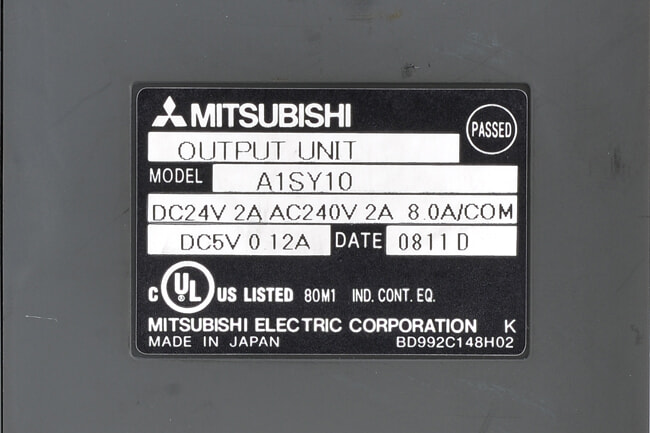 MITSUBISHI
PASSED
OUTPUT UNIT
MODEL A1SY10
DC24V 2A AC240V 2A 8.0A/COM
DC5V 0 12A DATE 0811 D
C UL US LISTED 80M1 IND. CONT. EQ.
MITSUBISHI ELECTRIC CORPORATION K
MADE IN JAPAN BD992C148H02